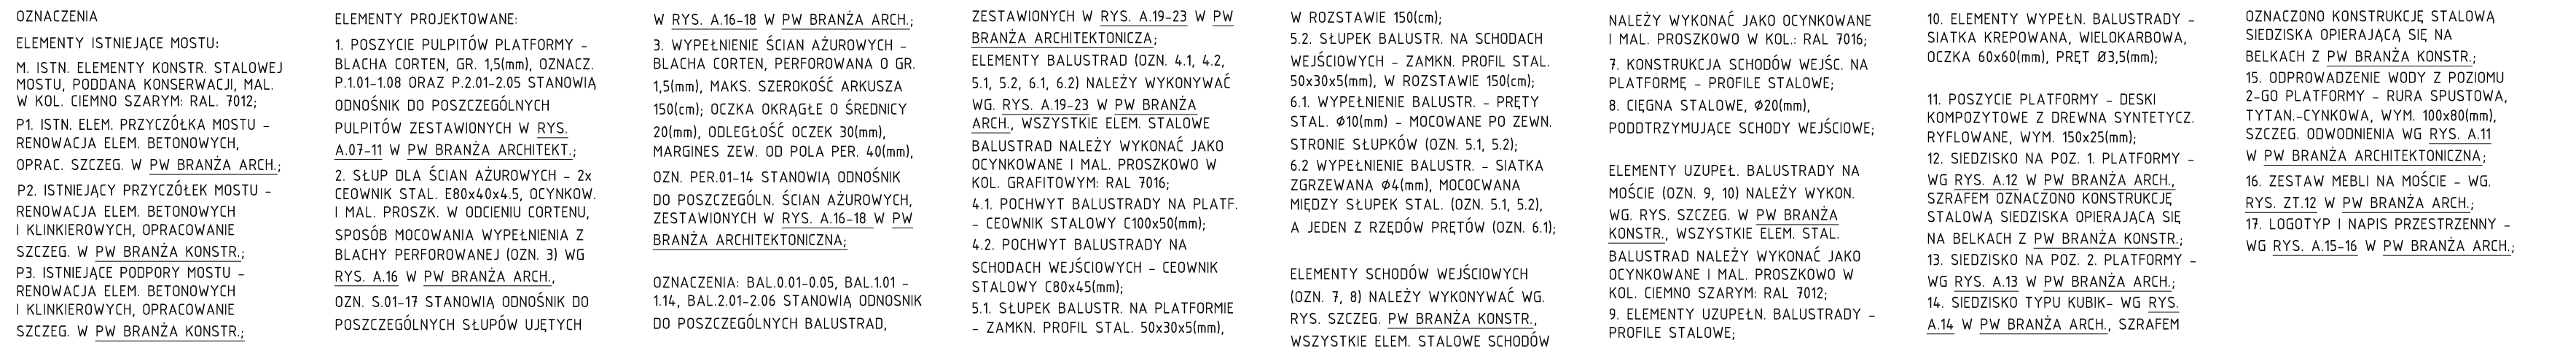 OZNACZENIA
ELEMENTY ISTNIEJĄCE MOSTU:
M. ISTN. ELEMENTY KONSTR. STALOWEJ
MOSTU, PODDANA KONSERWACJI, MAL.
W KOL. CIEMNO SZARYM: RAL. 7012;
P1. ISTN. ELEM. PRZYCZÓŁKA MOSTU -
RENOWACJA ELEM. BETONOWYCH,
OPRAC. SZCZEG. W PW BRANŻA ARCH.;
P2. ISTNIEJĄCY PRZYCZÓŁEK MOSTU -
RENOWACJA ELEM. BETONOWYCH
I KLINKIEROWYCH, OPRACOWANIE
SZCZEG. W PW BRANŻA KONSTR.;
P3. ISTNIEJĄCE PODPORY MOSTU -
RENOWACJA ELEM. BETONOWYCH
I KLINKIEROWYCH, OPRACOWANIE
SZCZEG. W PW BRANŻA KONSTR.;
ELEMENTY PROJEKTOWANE:
1. POSZYCIE PULPITÓW PLATFORMY -
BLACHA CORTEN, GR. 1,5(mm), OZNACZ.
P.1.01-1.08 ORAZ P.2.01-2.05 STANOWIĄ
ODNOŚNIK DO POSZCZEGÓLNYCH
PULPITÓW ZESTAWIONYCH W RYS.
A.07-11 W PW BRANŻA ARCHITEKT.;
2. SŁUP DLA ŚCIAN AŻUROWYCH - 2x
CEOWNIK STAL. E80x40x4.5, OCYNKOW.
I MAL. PROSZK. W ODCIENIU CORTENU,
SPOSÓB MOCOWANIA WYPEŁNIENIA Z
BLACHY PERFOROWANEJ (OZN. 3) WG
RYS. A.16 W PW BRANŻA ARCH.,
OZN. S.01-17 STANOWIĄ ODNOŚNIK DO
POSZCZEGÓLNYCH SŁUPÓW UJĘTYCH
W RYS. A.16-18 W PW BRANŻA ARCH.;
3. WYPEŁNIENIE ŚCIAN AŻUROWYCH -
BLACHA CORTEN, PERFOROWANA O GR.
1,5(mm), MAKS. SZEROKOŚĆ ARKUSZA
150(cm); OCZKA OKRĄGŁE O ŚREDNICY
20(mm), ODLEGŁOŚĆ OCZEK 30(mm),
MARGINES ZEW. OD POLA PER. 40(mm),
OZN. PER.01-14 STANOWIĄ ODNOŚNIK
DO POSZCZEGÓLN. ŚCIAN AŻUROWYCH,
ZESTAWIONYCH W RYS. A.16-18 W PW
BRANŻA ARCHITEKTONICZNA;
OZNACZENIA: BAL.0.01-0.05, BAL.1.01 -
1.14, BAL.2.01-2.06 STANOWIĄ ODNOSNIK
DO POSZCZEGÓLNYCH BALUSTRAD,
ZESTAWIONYCH W RYS. A.19-23 W PW
BRANŻA ARCHITEKTONICZA;
ELEMENTY BALUSTRAD (OZN. 4.1, 4.2,
5.1, 5.2, 6.1, 6.2) NALEŻY WYKONYWAĆ
WG. RYS. A.19-23 W PW BRANŻA
ARCH., WSZYSTKIE ELEM. STALOWE
BALUSTRAD NALEŻY WYKONAĆ JAKO
OCYNKOWANE I MAL. PROSZKOWO W
KOL. GRAFITOWYM: RAL 7016;
4.1. POCHWYT BALUSTRADY NA PLATF.
- CEOWNIK STALOWY C100x50(mm);
4.2. POCHWYT BALUSTRADY NA
SCHODACH WEJŚCIOWYCH - CEOWNIK
STALOWY C80x45(mm);
5.1. SŁUPEK BALUSTR. NA PLATFORMIE
- ZAMKN. PROFIL STAL. 50x30x5(mm),
W ROZSTAWIE 150(cm);
5.2. SŁUPEK BALUSTR. NA SCHODACH
WEJŚCIOWYCH - ZAMKN. PROFIL STAL.
50x30x5(mm), W ROZSTAWIE 150(cm);
6.1. WYPEŁNIENIE BALUSTR. - PRĘTY
STAL. Ø10(mm) - MOCOWANE PO ZEWN.
STRONIE SŁUPKÓW (OZN. 5.1, 5.2);
6.2 WYPEŁNIENIE BALUSTR. - SIATKA
ZGRZEWANA Ø4(mm), MOCOCWANA
MIĘDZY SŁUPEK STAL. (OZN. 5.1, 5.2),
A JEDEN Z RZĘDÓW PRĘTÓW (OZN. 6.1);
ELEMENTY SCHODÓW WEJŚCIOWYCH
(OZN. 7, 8) NALEŻY WYKONYWAĆ WG.
RYS. SZCZEG. PW BRANŻA KONSTR.,
WSZYSTKIE ELEM. STALOWE SCHODÓW
NALEŻY WYKONAĆ JAKO OCYNKOWANE
I MAL. PROSZKOWO W KOL.: RAL 7016;
7. KONSTRUKCJA SCHODÓW WEJŚC. NA
PLATFORMĘ - PROFILE STALOWE;
8. CIĘGNA STALOWE, Ø20(mm),
PODDTRZYMUJĄCE SCHODY WEJŚCIOWE;
ELEMENTY UZUPEŁ. BALUSTRADY NA
MOŚCIE (OZN. 9, 10) NALEŻY WYKON.
WG. RYS. SZCZEG. W PW BRANŻA
KONSTR., WSZYSTKIE ELEM. STAL.
BALUSTRAD NALEŻY WYKONAĆ JAKO
OCYNKOWANE I MAL. PROSZKOWO W
KOL. CIEMNO SZARYM: RAL 7012;
9. ELEMENTY UZUPEŁN. BALUSTRADY -
PROFILE STALOWE;
10. ELEMENTY WYPEŁN. BALUSTRADY -
SIATKA KREPOWANA, WIELOKARBOWA,
OCZKA 60x60(mm), PRĘT Ø3,5(mm);
11. POSZYCIE PLATFORMY - DESKI
KOMPOZYTOWE Z DREWNA SYNTETYCZ.
RYFLOWANE, WYM. 150x25(mm);
12. SIEDZISKO NA POZ. 1. PLATFORMY -
WG RYS. A.12 W PW BRANŻA ARCH.,
SZRAFEM OZNACZONO KONSTRUKCJĘ
STALOWĄ SIEDZISKA OPIERAJĄCĄ SIĘ
NA BELKACH Z PW BRANŻA KONSTR.;
13. SIEDZISKO NA POZ. 2. PLATFORMY -
WG RYS. A.13 W PW BRANŻA ARCH.;
14. SIEDZISKO TYPU KUBIK- WG RYS.
A.14 W PW BRANŻA ARCH., SZRAFEM
OZNACZONO KONSTRUKCJĘ STALOWĄ
SIEDZISKA OPIERAJĄCĄ SIĘ NA
BELKACH Z PW BRANŻA KONSTR.;
15. ODPROWADZENIE WODY Z POZIOMU
2-GO PLATFORMY - RURA SPUSTOWA,
TYTAN.-CYNKOWA, WYM. 100x80(mm),
SZCZEG. ODWODNIENIA WG RYS. A.11
W PW BRANŻA ARCHITEKTONICZNA;
16. ZESTAW MEBLI NA MOŚCIE - WG.
RYS. ZT.12 W PW BRANŻA ARCH.;
17. LOGOTYP I NAPIS PRZESTRZENNY -
WG RYS. A.15-16 W PW BRANŻA ARCH.;